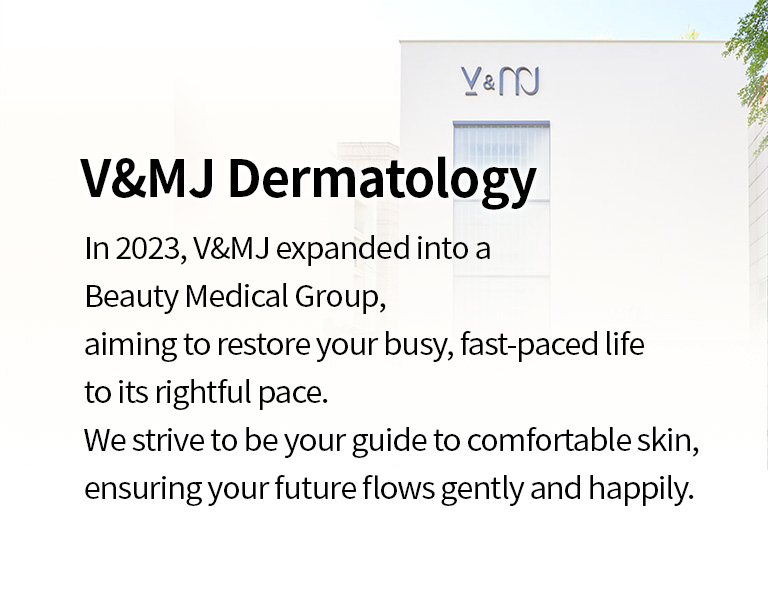 V&MJ
V&MJ Dermatology
In 2023, V&MJ expanded into a
Beauty Medical Group,
aiming to restore your busy, fast-paced life
to its rightful pace.
We strive to be your guide to comfortable skin,
ensuring your future flows gently and happily.